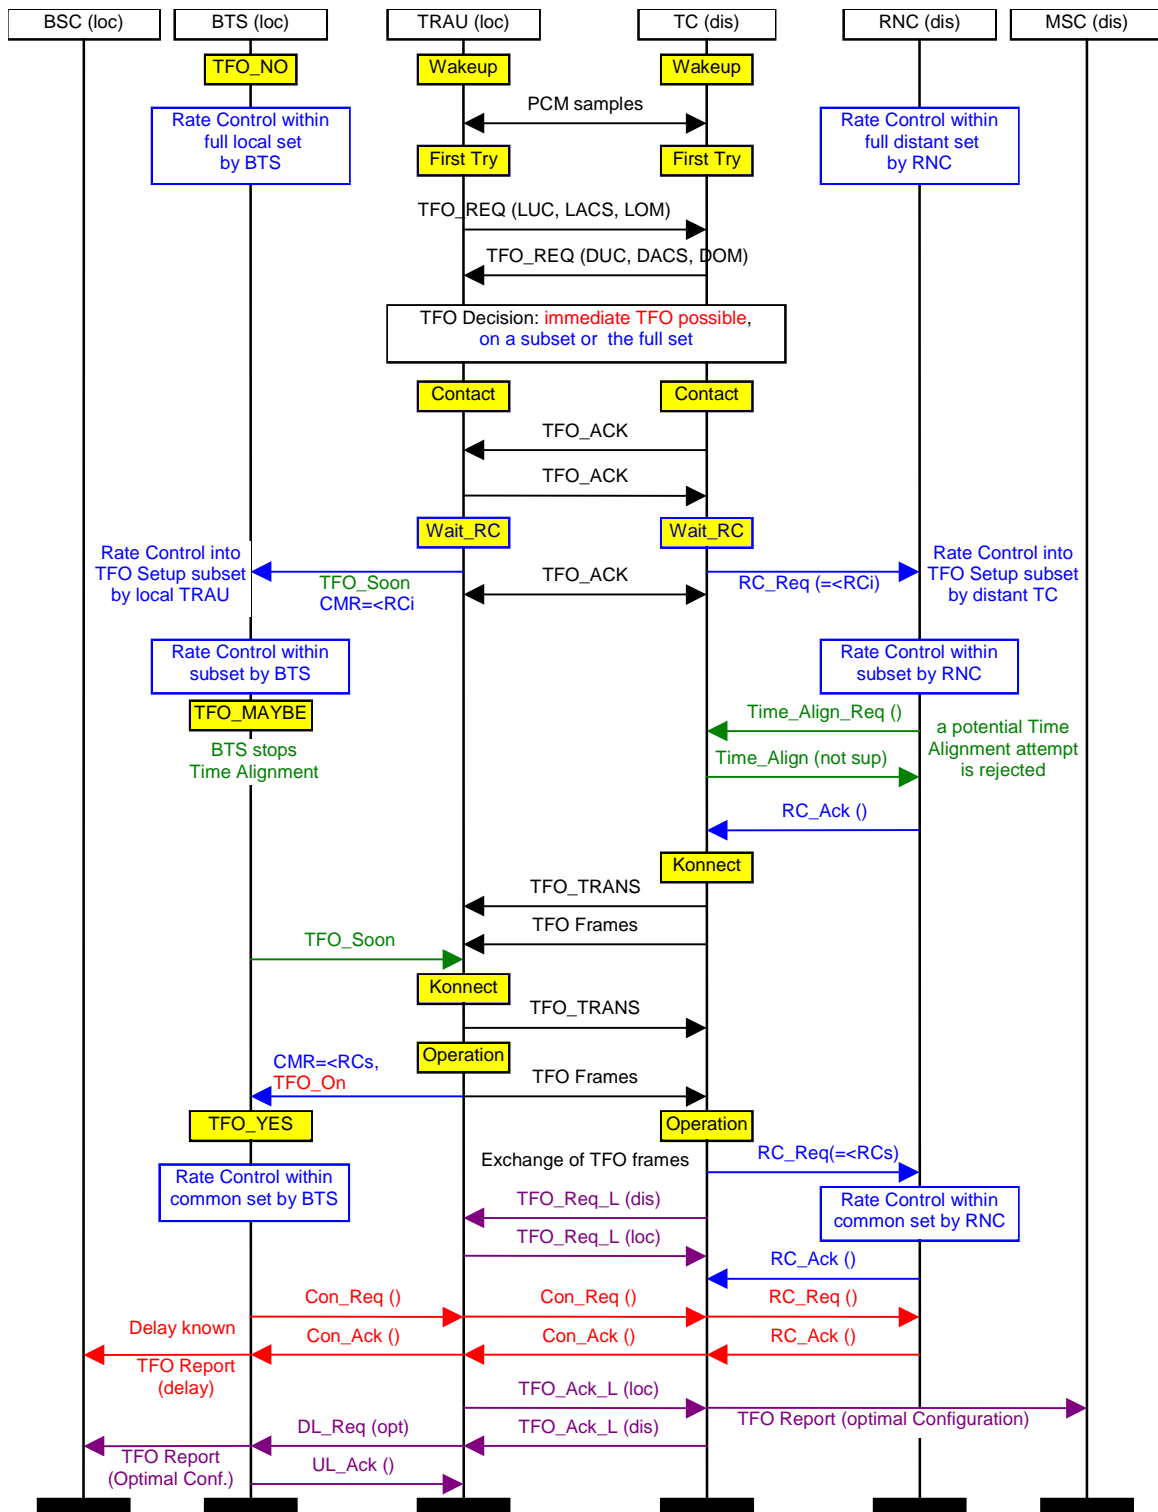 BSC (loc) BTS (loc) TRAU (loc) TC (dis) RNC (dis) MSC (dis)
TFO_NO Wakeup Wakeup
PCM samples
Rate Control within
full local set
by BTS
Rate Control within
full distant set
by RNC
First Try First Try
TFO_REQ (LUC, LACS, LOM)
TFO_REQ (DUC, DACS, DOM)
TFO Decision: immediate TFO possible,
on a subset or the full set
Contact Contact
TFO_ACK
TFO_ACK
Wait_RC Wait_RC
Rate Control into
TFO Setup subset
by local TRAU
TFO_Soon
CMR=<RCi
TFO_ACK
RC_Req (=<RCi)
Rate Control into
TFO Setup subset
by distant TC
Rate Control within
subset by BTS
Rate Control within
subset by RNC
TFO_MAYBE
Time_Align_Req ()
BTS stops
Time Alignment
a potential Time
Alignment attempt
is rejected
Time_Align (not sup)
RC_Ack ()
Konnect
TFO_TRANS
TFO Frames
TFO_Soon
Konnect
TFO_TRANS
Operation
CMR=<RCs,
TFO_On
TFO Frames
TFO_YES Operation
Exchange of TFO frames
RC_Req(=<RCs)
Rate Control within
common set by BTS
Rate Control within
common set by RNC
TFO_Req_L (dis)
TFO_Req_L (loc)
RC_Ack ()
Con_Req () Con_Req () RC_Req ()
Delay known
Con_Ack () Con_Ack () RC_Ack ()
TFO Report
(delay)
TFO_Ack_L (loc)
TFO Report (optimal Configuration)
DL_Req (opt) TFO_Ack_L (dis)
TFO Report
(Optimal Conf.)
UL_Ack ()